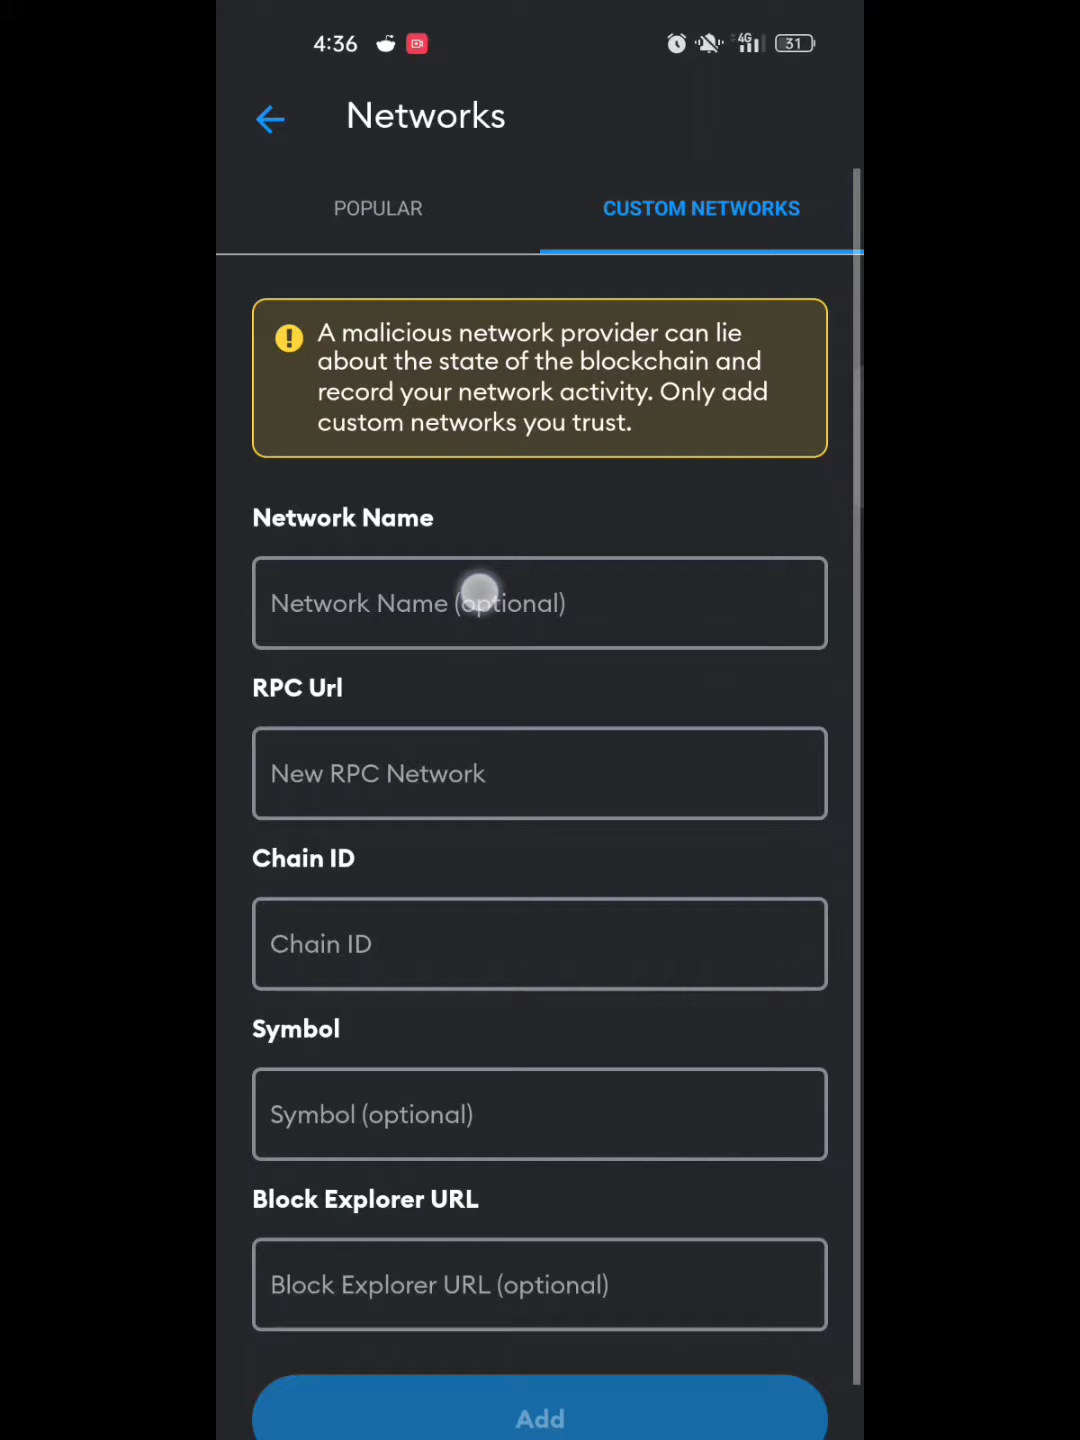 4:36
4G
31
Networks
POPULAR
CUSTOM NETWORKS
A malicious network provider can lie
about the state of the blockchain and
record your network activity. Only add
custom networks you trust.
Network Name
Network Name (optional)
RPC Url
New RPC Network
Chain ID
Chain ID
Symbol
Symbol (optional)
Block Explorer URL
Block Explorer URL (optional)
Add